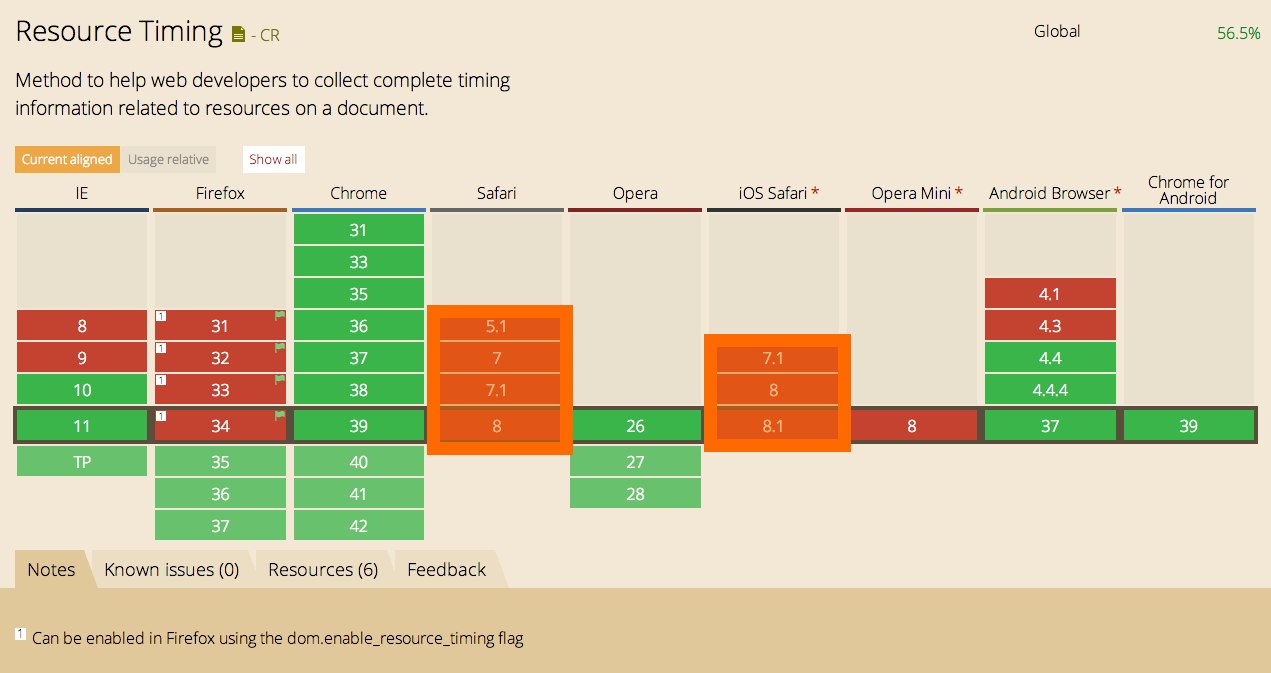 Resource Timing - CR
Global 56.5%
Method to help web developers to collect complete timing
information related to resources on a document.
Current aligned Usage relative Show all
IE Firefox Chrome Safari Opera iOS Safari * Opera Mini * Android Browser * Chrome for Android
31
33
35 4.1
8 1 31 36 5.1 4.3
9 1 32 37 7 7.1 4.4
10 1 33 38 7.1 8 4.4.4
11 1 34 39 8 26 8.1 8 37 39
TP 35 40 27
36 41 28
37 42
Notes Known issues (0) Resources (6) Feedback
1 Can be enabled in Firefox using the dom.enable_resource_timing flag